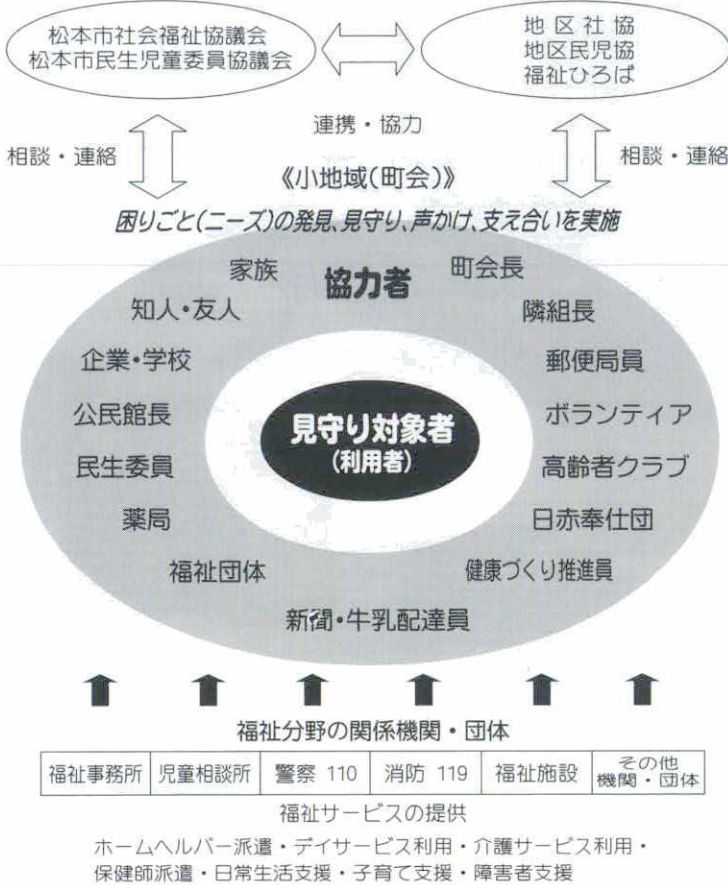 松本市社会福祉協議会
松本市民生児童委員協議会
地区社協
地区民児協
福祉ひろば
連携・協力
相談・連絡
相談・連絡
《小地域(町会)》
困りごと(ニーズ)の発見、見守り、声かけ、支え合いを実施
協力者
家族
町会長
知人・友人
隣組長
企業・学校
郵便局員
公民館長
ボランティア
民生委員
高齢者クラブ
薬局
日赤奉仕団
福祉団体
健康づくり推進員
新聞・牛乳配達員
見守り対象者
(利用者)
福祉分野の関係機関・団体
福祉事務所 児童相談所 警察 110 消防 119 福祉施設 その他
機関・団体
福祉サービスの提供
ホームヘルパー派遣・デイサービス利用・介護サービス利用・
保健師派遣・日常生活支援・子育て支援・障害者支援